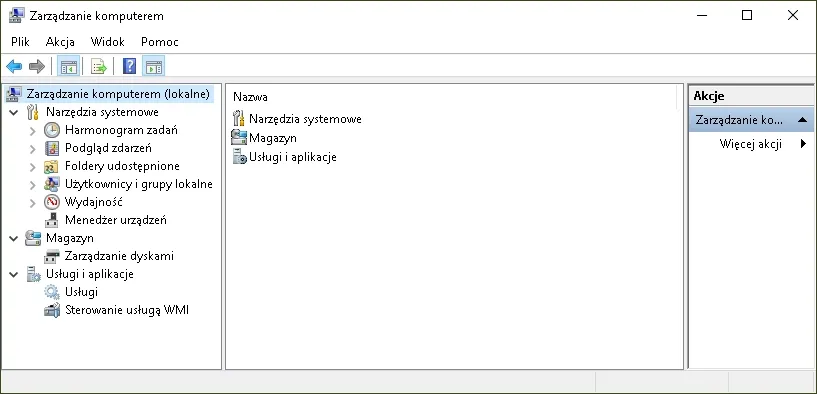 Zarządzanie komputerem
Plik Akcja Widok Pomoc
Zarządzanie komputerem (lokalne)
Narzędzia systemowe
Harmonogram zadań
Podgląd zdarzeń
Foldery udostępnione
Użytkownicy i grupy lokalne
Wydajność
Menedżer urządzeń
Magazyn
Zarządzanie dyskami
Usługi i aplikacje
Usługi
Sterowanie usługą WMI
Nazwa
Narzędzia systemowe
Magazyn
Usługi i aplikacje
Akcje
Zarządzanie ko...
Więcej akcji